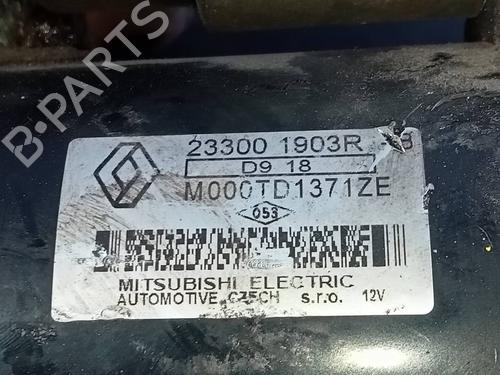 B-PARTS
23300 1903R
D9 18
M000TD1371ZE
053
MITSUBISHI ELECTRIC
AUTOMOTIVE CZECH s.r.o. 12V